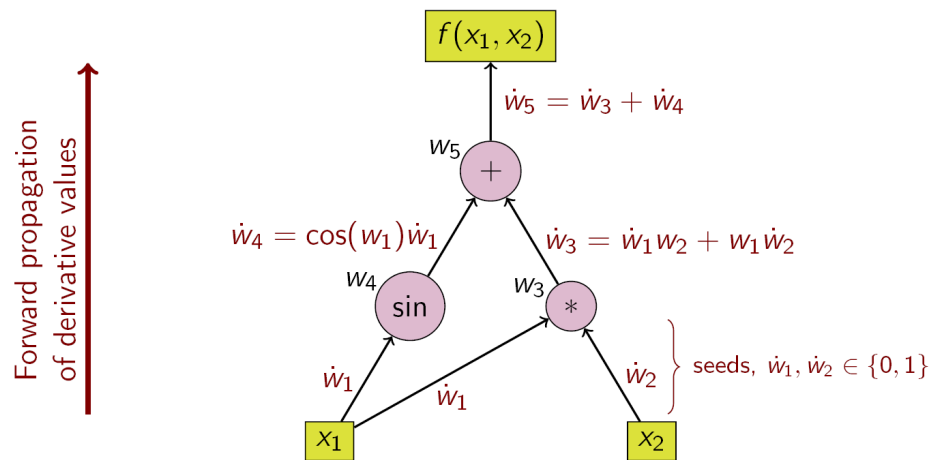 f(x₁, x₂)
ẇ₅ = ẇ₃ + ẇ₄
w₅
+
ẇ₄ = cos(w₁)ẇ₁
ẇ₃ = ẇ₁w₂ + w₁ẇ₂
w₄
sin
w₃
*
ẇ₁
ẇ₁
ẇ₂
seeds, ẇ₁, ẇ₂ ∈ {0, 1}
x₁
x₂
Forward propagation
of derivative values